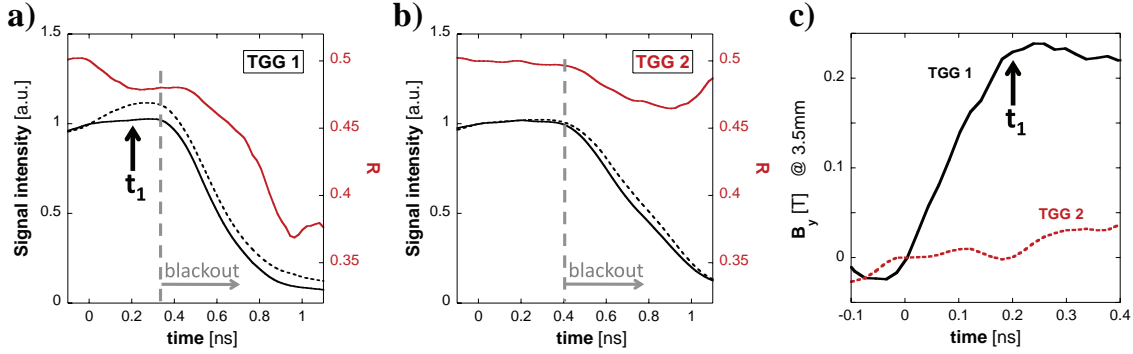 a)
Signal intensity [a.u.]
1.5
1
0.5
0
TGG 1
t1
blackout
0.5
0.45
0.4
0.35
R
0 0.2 0.4 0.6 0.8 1
time [ns]
b)
Signal intensity [a.u.]
1.5
1
0.5
0
TGG 2
blackout
0.5
0.45
0.4
0.35
R
0 0.2 0.4 0.6 0.8 1
time [ns]
c)
By [T] @ 3.5mm
0.2
0.1
0
TGG 1
t1
TGG 2
-0.1 0 0.1 0.2 0.3 0.4
time [ns]